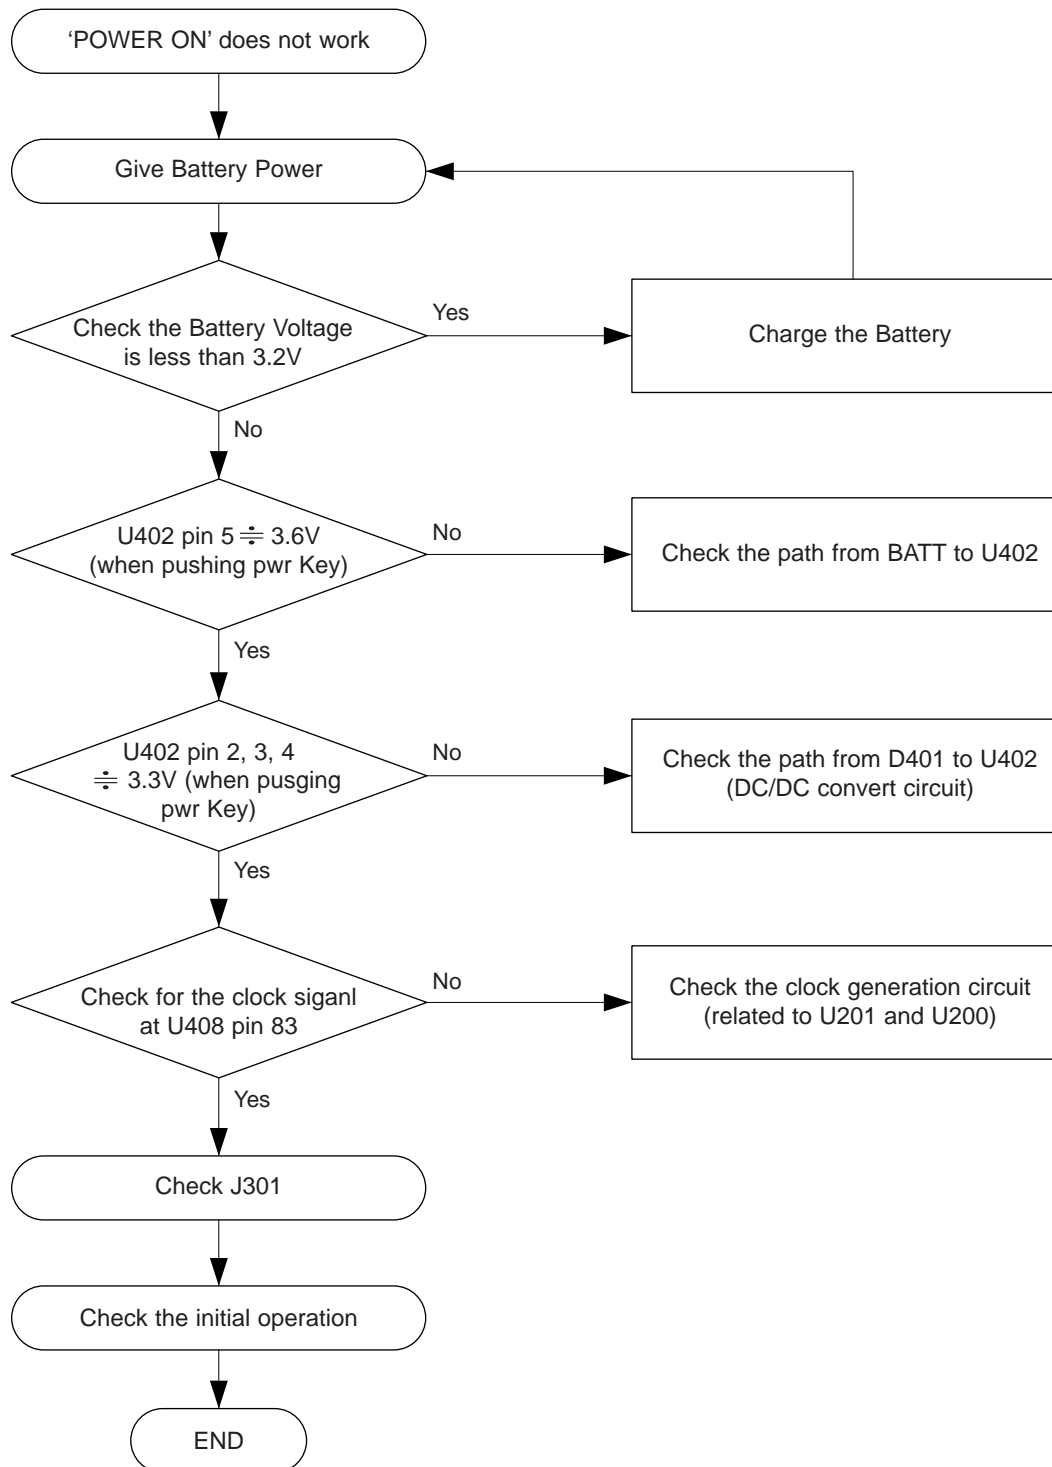 ‘POWER ON’ does not work
Give Battery Power
Check the Battery Voltage
is less than 3.2V
Yes
Charge the Battery
No
U402 pin 5 ≑ 3.6V
(when pushing pwr Key)
No
Check the path from BATT to U402
Yes
U402 pin 2, 3, 4
≑ 3.3V (when pusging
pwr Key)
No
Check the path from D401 to U402
(DC/DC convert circuit)
Yes
Check for the clock siganl
at U408 pin 83
No
Check the clock generation circuit
(related to U201 and U200)
Yes
Check J301
Check the initial operation
END